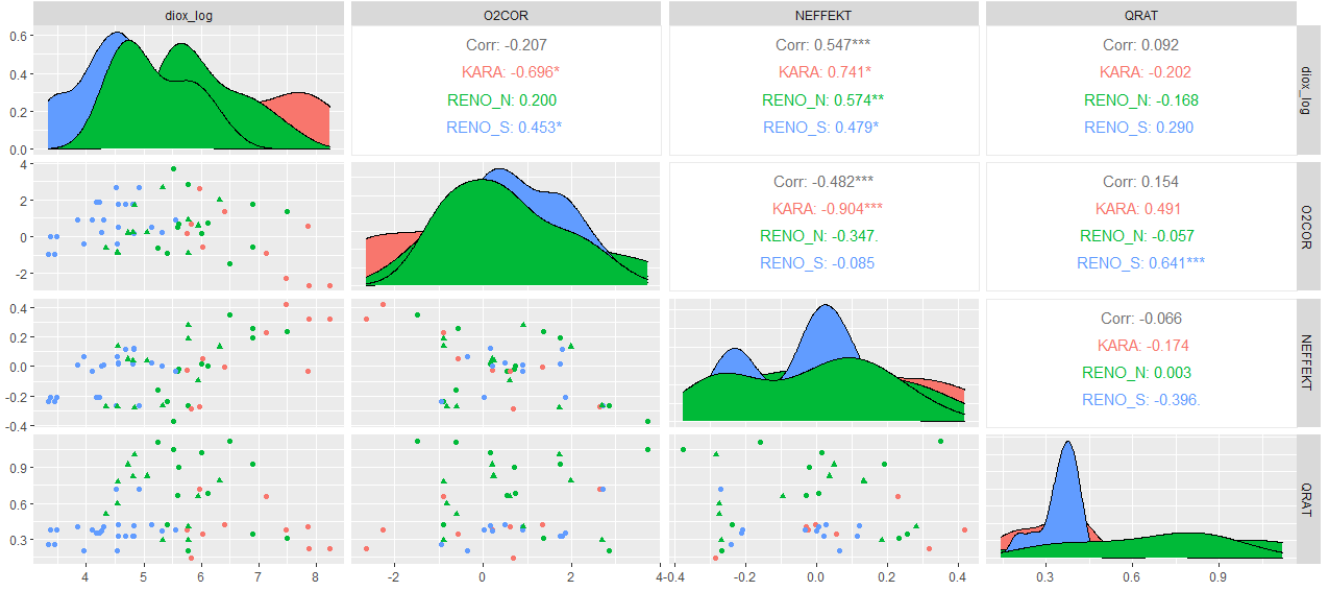 diox_log O2COR NEFFEKT QRAT
0.6
0.4
0.2
0.0
Corr: -0.207
KARA: -0.696*
RENO_N: 0.200
RENO_S: 0.453*
Corr: 0.547***
KARA: 0.741*
RENO_N: 0.574**
RENO_S: 0.479*
Corr: 0.092
KARA: -0.202
RENO_N: -0.168
RENO_S: 0.290
diox_log
4
2
0
-2
Corr: -0.482***
KARA: -0.904***
RENO_N: -0.347.
RENO_S: -0.085
Corr: 0.154
KARA: 0.491
RENO_N: -0.057
RENO_S: 0.641***
O2COR
0.4
0.2
0.0
-0.2
-0.4
Corr: -0.066
KARA: -0.174
RENO_N: 0.003
RENO_S: -0.396.
NEFFEKT
0.9
0.6
0.3
QRAT
4 5 6 7 8 -2 0 2 4 -0.4 -0.2 0.0 0.2 0.4 0.3 0.6 0.9